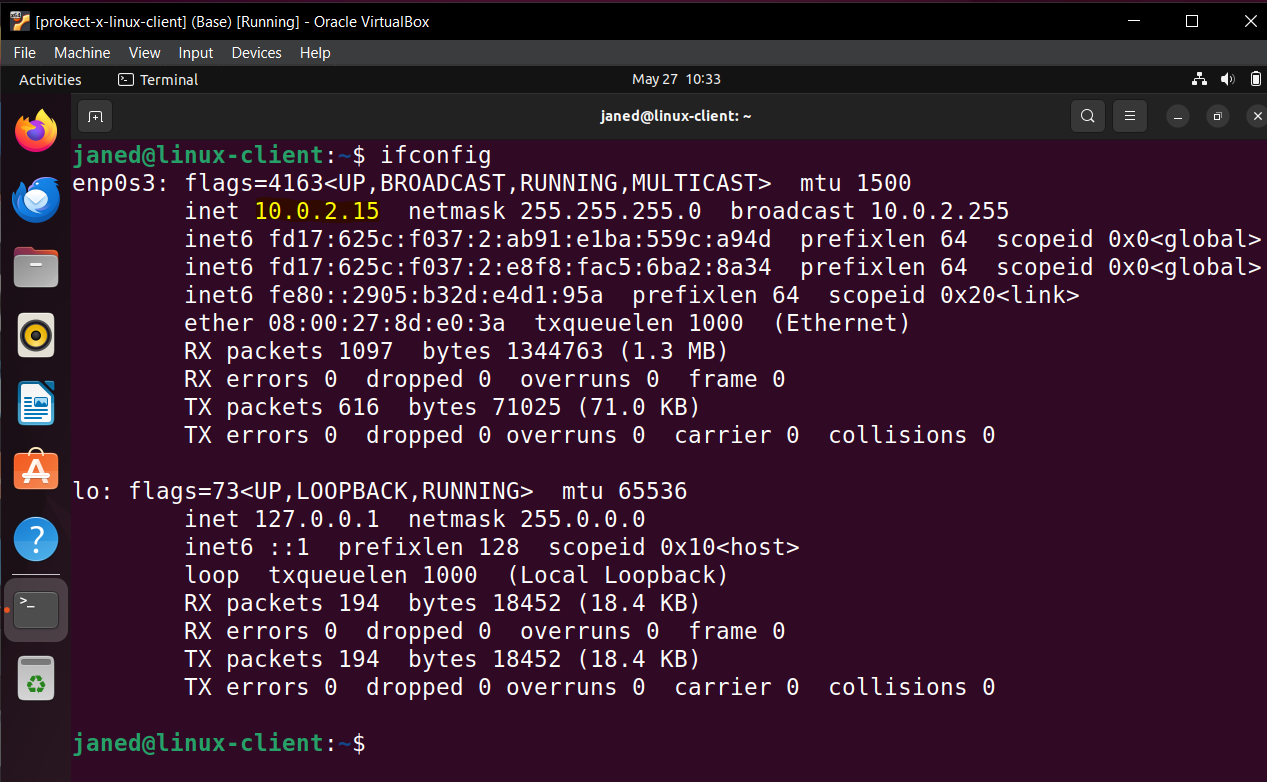 [prokect-x-linux-client] (Base) [Running] - Oracle VirtualBox
File Machine View Input Devices Help
Activities Terminal May 27 10:33
janed@linux-client: ~
janed@linux-client:~$ ifconfig
enp0s3: flags=4163<UP,BROADCAST,RUNNING,MULTICAST>  mtu 1500
        inet 10.0.2.15  netmask 255.255.255.0  broadcast 10.0.2.255
        inet6 fd17:625c:f037:2:ab91:e1ba:559c:a94d  prefixlen 64  scopeid 0x0<global>
        inet6 fd17:625c:f037:2:e8f8:fac5:6ba2:8a34  prefixlen 64  scopeid 0x0<global>
        inet6 fe80::2905:b32d:e4d1:95a  prefixlen 64  scopeid 0x20<link>
        ether 08:00:27:8d:e0:3a  txqueuelen 1000  (Ethernet)
        RX packets 1097  bytes 1344763 (1.3 MB)
        RX errors 0  dropped 0  overruns 0  frame 0
        TX packets 616  bytes 71025 (71.0 KB)
        TX errors 0  dropped 0 overruns 0  carrier 0  collisions 0
lo: flags=73<UP,LOOPBACK,RUNNING>  mtu 65536
        inet 127.0.0.1  netmask 255.0.0.0
        inet6 ::1  prefixlen 128  scopeid 0x10<host>
        loop  txqueuelen 1000  (Local Loopback)
        RX packets 194  bytes 18452 (18.4 KB)
        RX errors 0  dropped 0  overruns 0  frame 0
        TX packets 194  bytes 18452 (18.4 KB)
        TX errors 0  dropped 0 overruns 0  carrier 0  collisions 0
janed@linux-client:~$